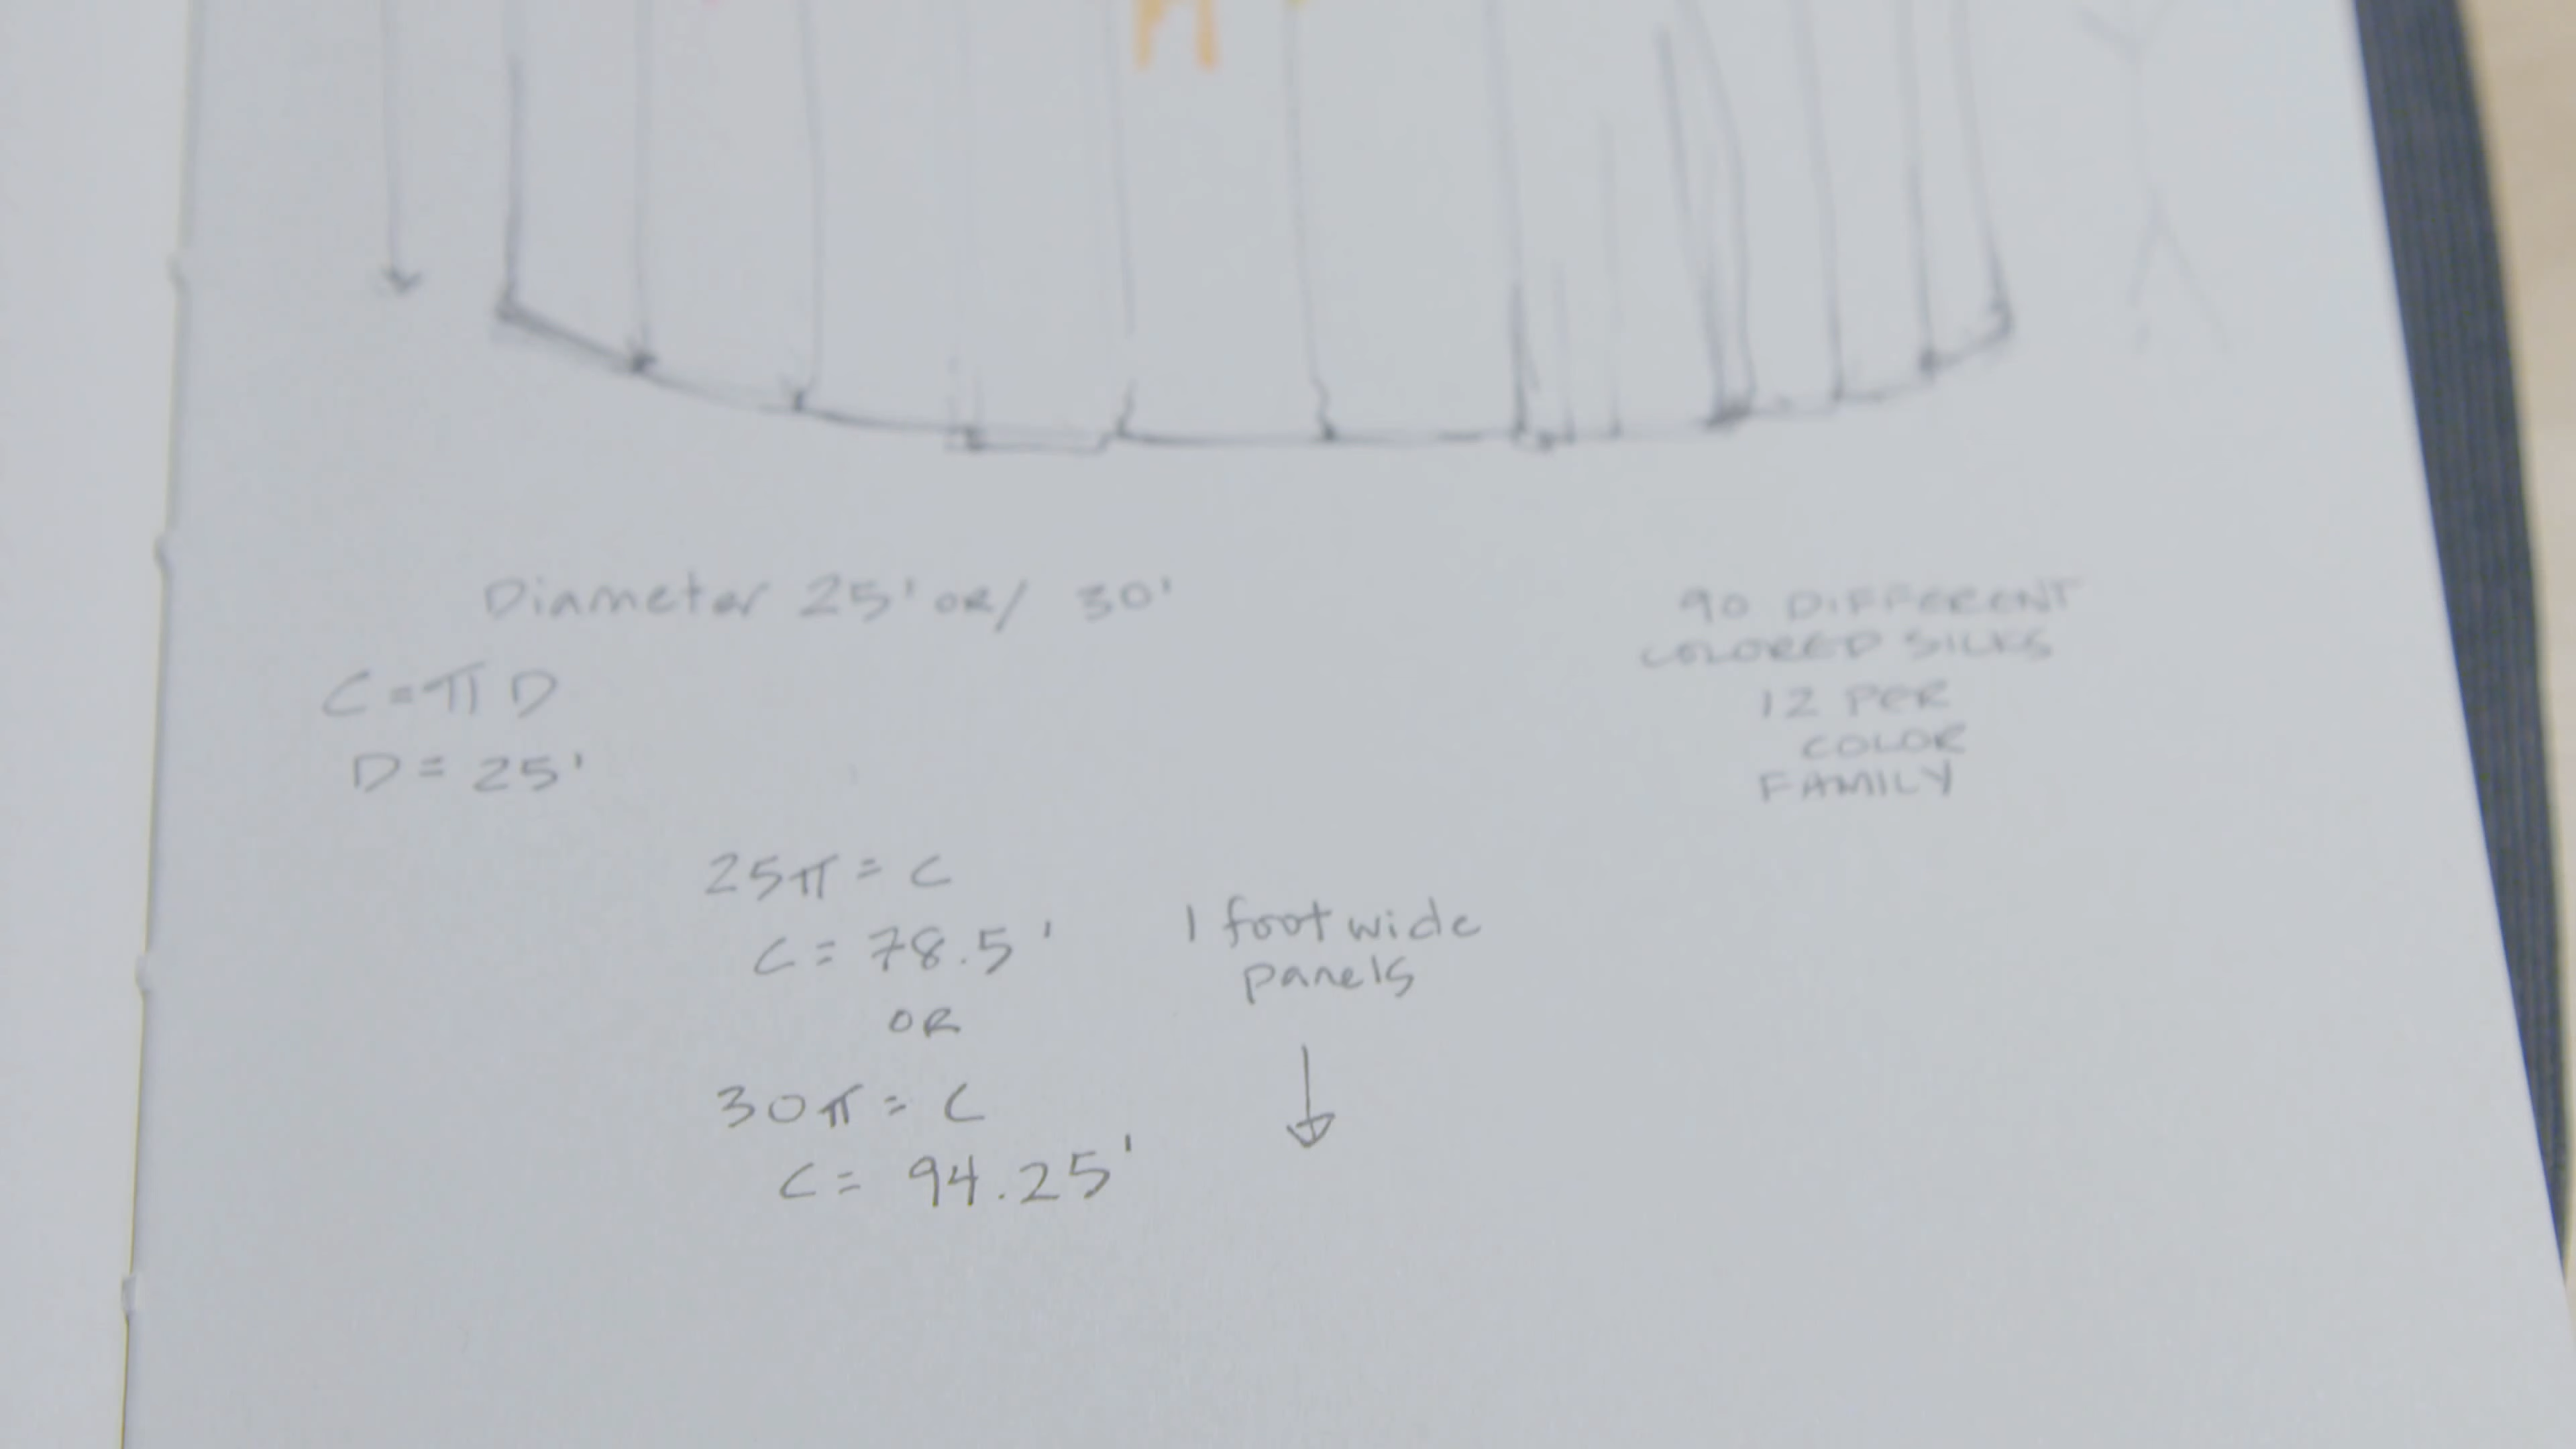 Diameter 25' OR/ 30'
C = π D
D = 25'
90 DIFFERENT
COLORED SILKS
12 PER
COLOR
FAMILY
25π = C
C = 78.5'
OR
30π = C
C = 94.25'
1 foot wide
panels